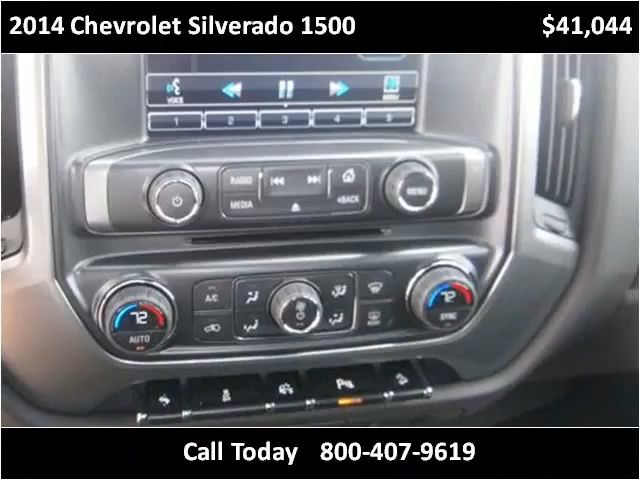 2014 Chevrolet Silverado 1500 $41,044
VOICE
1 2 3 4 5
RADIO
MEDIA
BACK
MENU
A/C
72
AUTO
72
SYNC
Call Today 800-407-9619